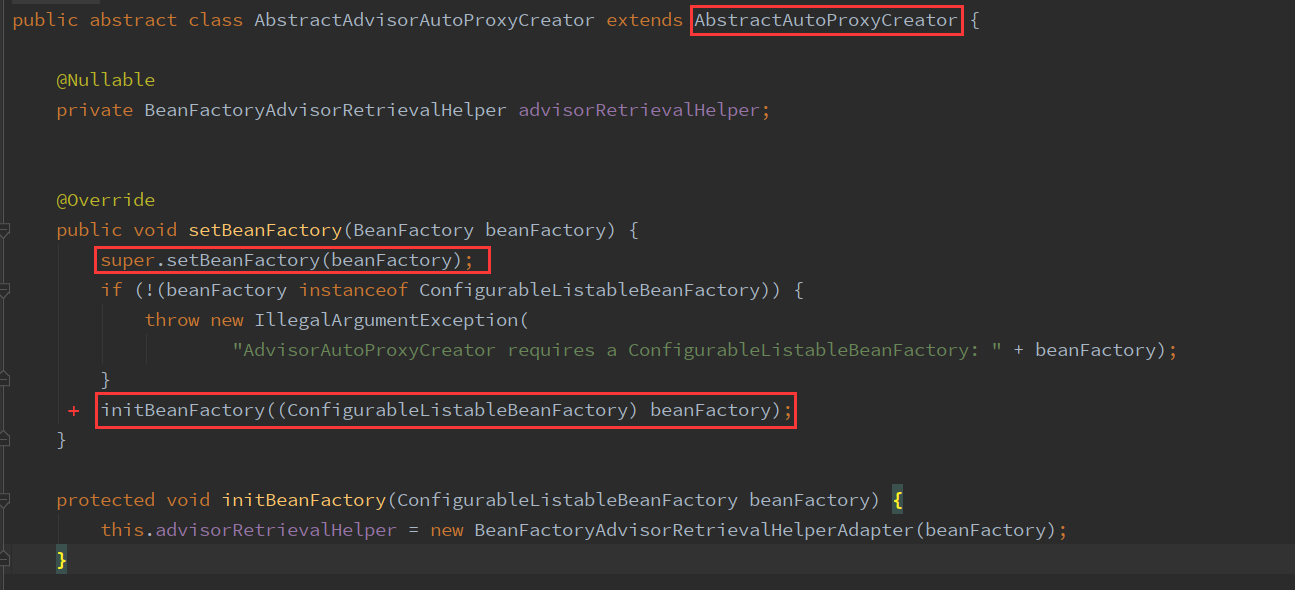 public abstract class AbstractAdvisorAutoProxyCreator extends AbstractAutoProxyCreator {
@Nullable
private BeanFactoryAdvisorRetrievalHelper advisorRetrievalHelper;
@Override
public void setBeanFactory(BeanFactory beanFactory) {
super.setBeanFactory(beanFactory);
if (!(beanFactory instanceof ConfigurableListableBeanFactory)) {
throw new IllegalArgumentException(
"AdvisorAutoProxyCreator requires a ConfigurableListableBeanFactory: " + beanFactory);
}
+ initBeanFactory((ConfigurableListableBeanFactory) beanFactory);
}
protected void initBeanFactory(ConfigurableListableBeanFactory beanFactory) {
this.advisorRetrievalHelper = new BeanFactoryAdvisorRetrievalHelperAdapter(beanFactory);
}